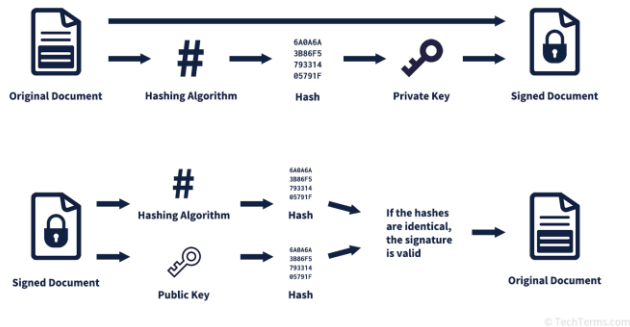 6A0A6A
3B86F5
793314
05791F
Original Document
Hashing Algorithm
Hash
Private Key
Signed Document
6A0A6A
3B86F5
793314
05791F
Hashing Algorithm
Hash
If the hashes
are identical,
the signature
is valid
6A0A6A
3B86F5
793314
05791F
Signed Document
Public Key
Hash
Original Document
© TechTerms.com